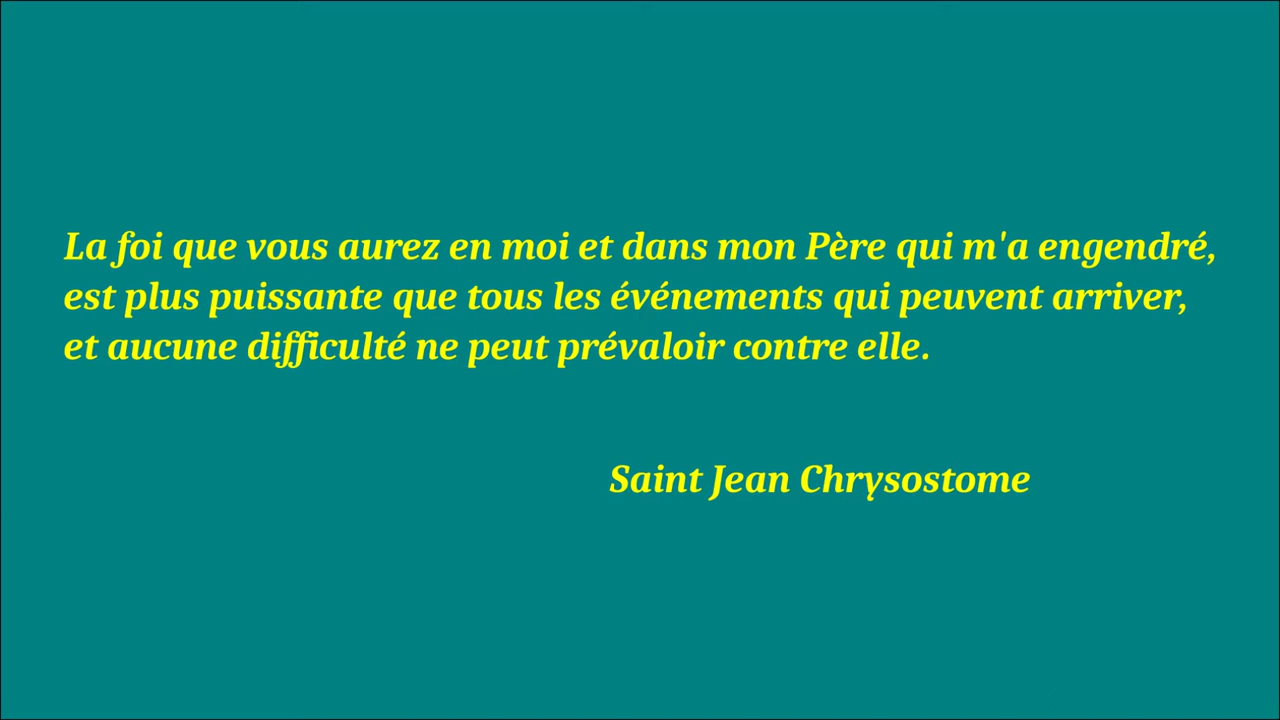 La foi que vous aurez en moi et dans mon Père qui m'a engendré,
est plus puissante que tous les événements qui peuvent arriver,
et aucune difficulté ne peut prévaloir contre elle.
Saint Jean Chrysostome